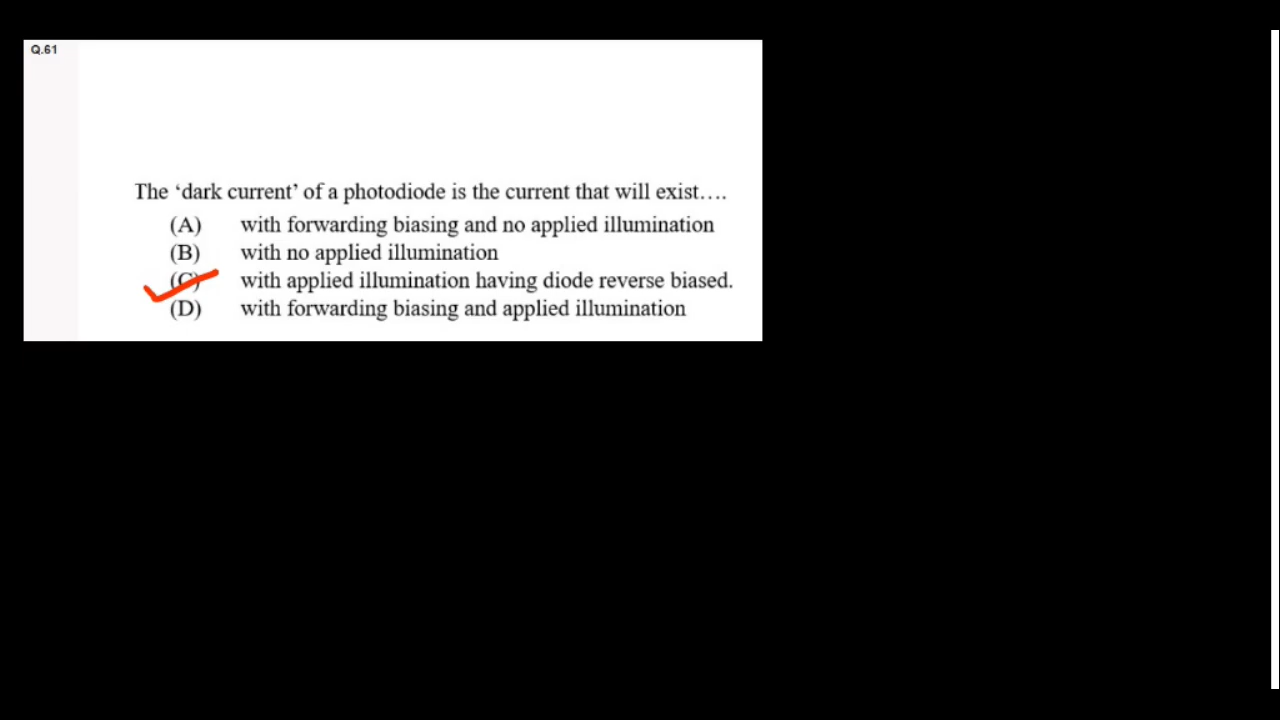 Q.61
The ‘dark current’ of a photodiode is the current that will exist….
(A) with forwarding biasing and no applied illumination
(B) with no applied illumination
(C) with applied illumination having diode reverse biased.
(D) with forwarding biasing and applied illumination